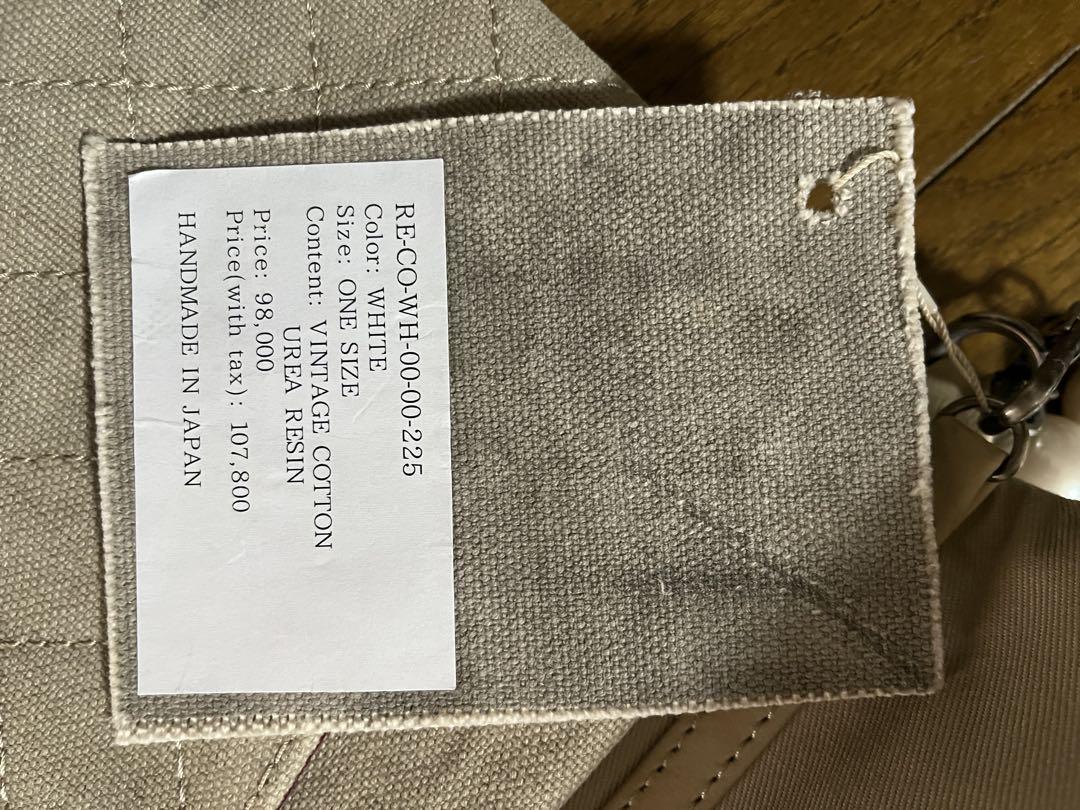 RE-CO-WH-00-00-225
Color: WHITE
Size: ONE SIZE
Content: VINTAGE COTTON
UREA RESIN
Price: 98,000
Price(with tax): 107,800
HANDMADE IN JAPAN